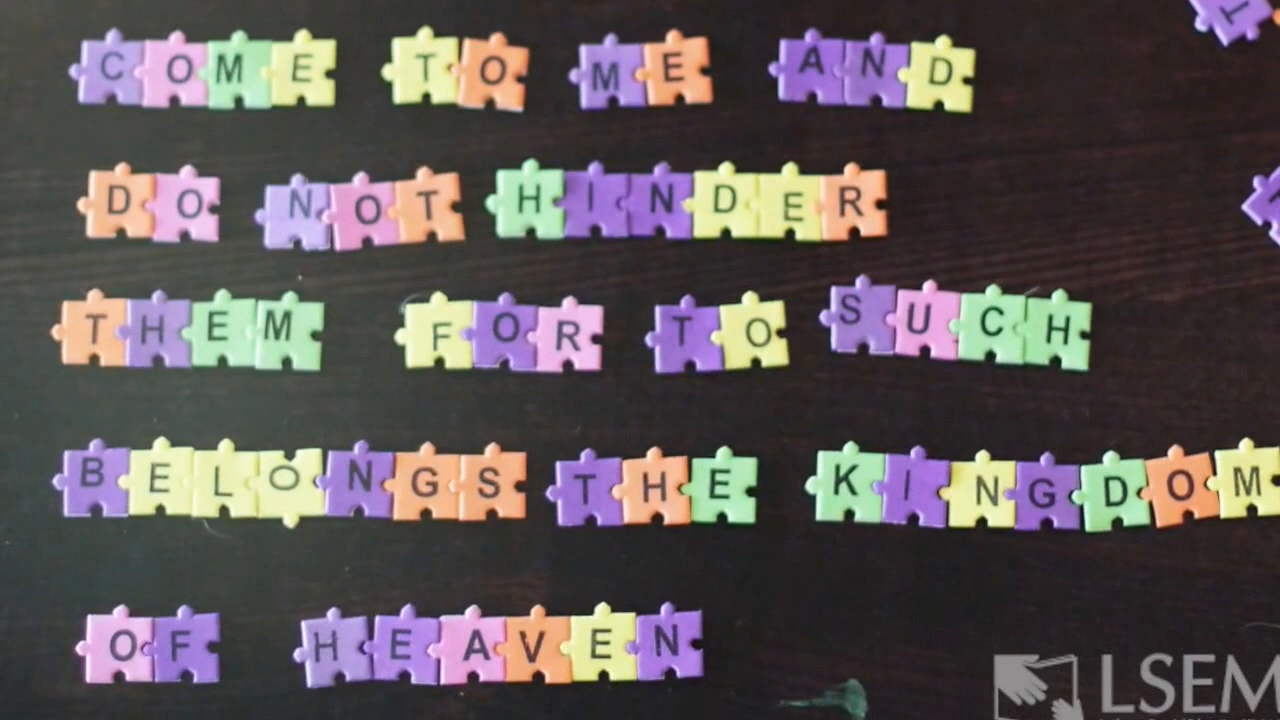 COME TO ME AND
DO NOT HINDER
THEM FOR TO SUCH
BELONGS THE KINGDOM
OF HEAVEN
LSEM